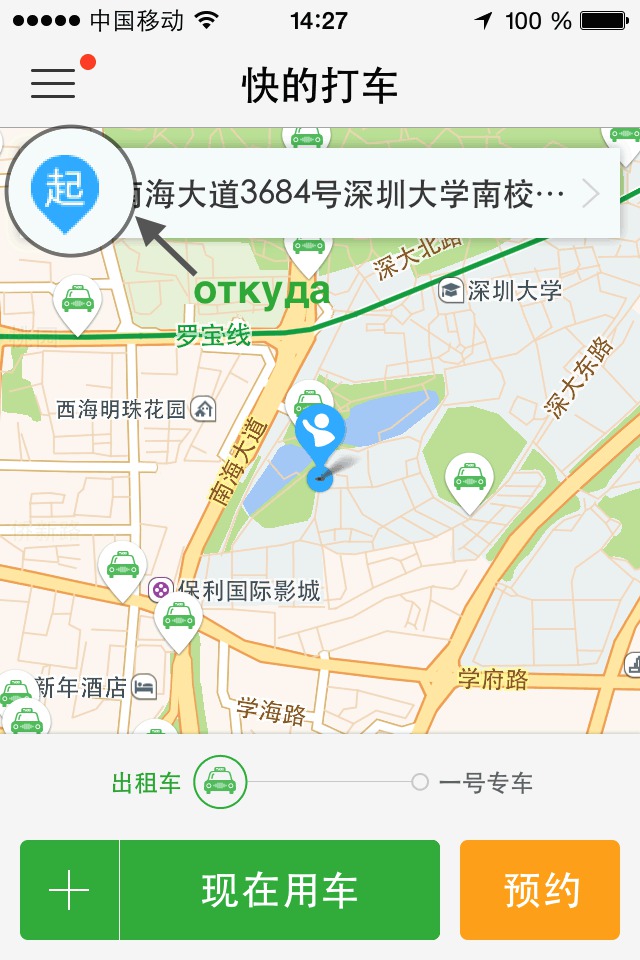 中国移动 14:27 100 %
快的打车
起 南海大道3684号深圳大学南校…
深大北路
откуда
深圳大学
罗宝线
深大东路
西海明珠花园
南海大道
保利国际影城
新年酒店
学府路
学海路
出租车 一号专车
现在用车 预约